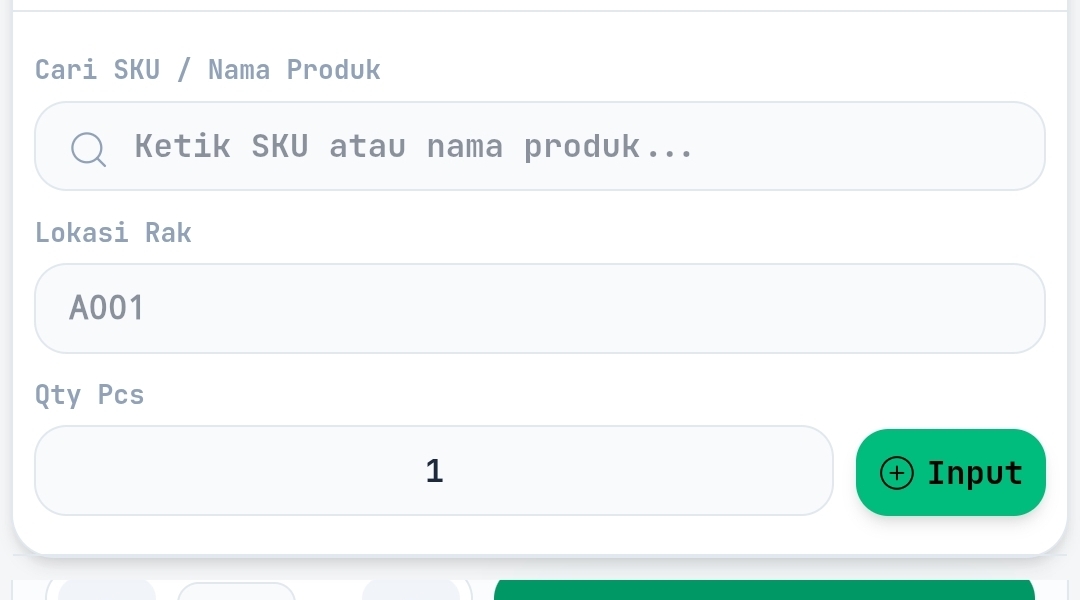 Cari SKU / Nama Produk
Ketik SKU atau nama produk...
Lokasi Rak
A001
Qty Pcs
1
Input